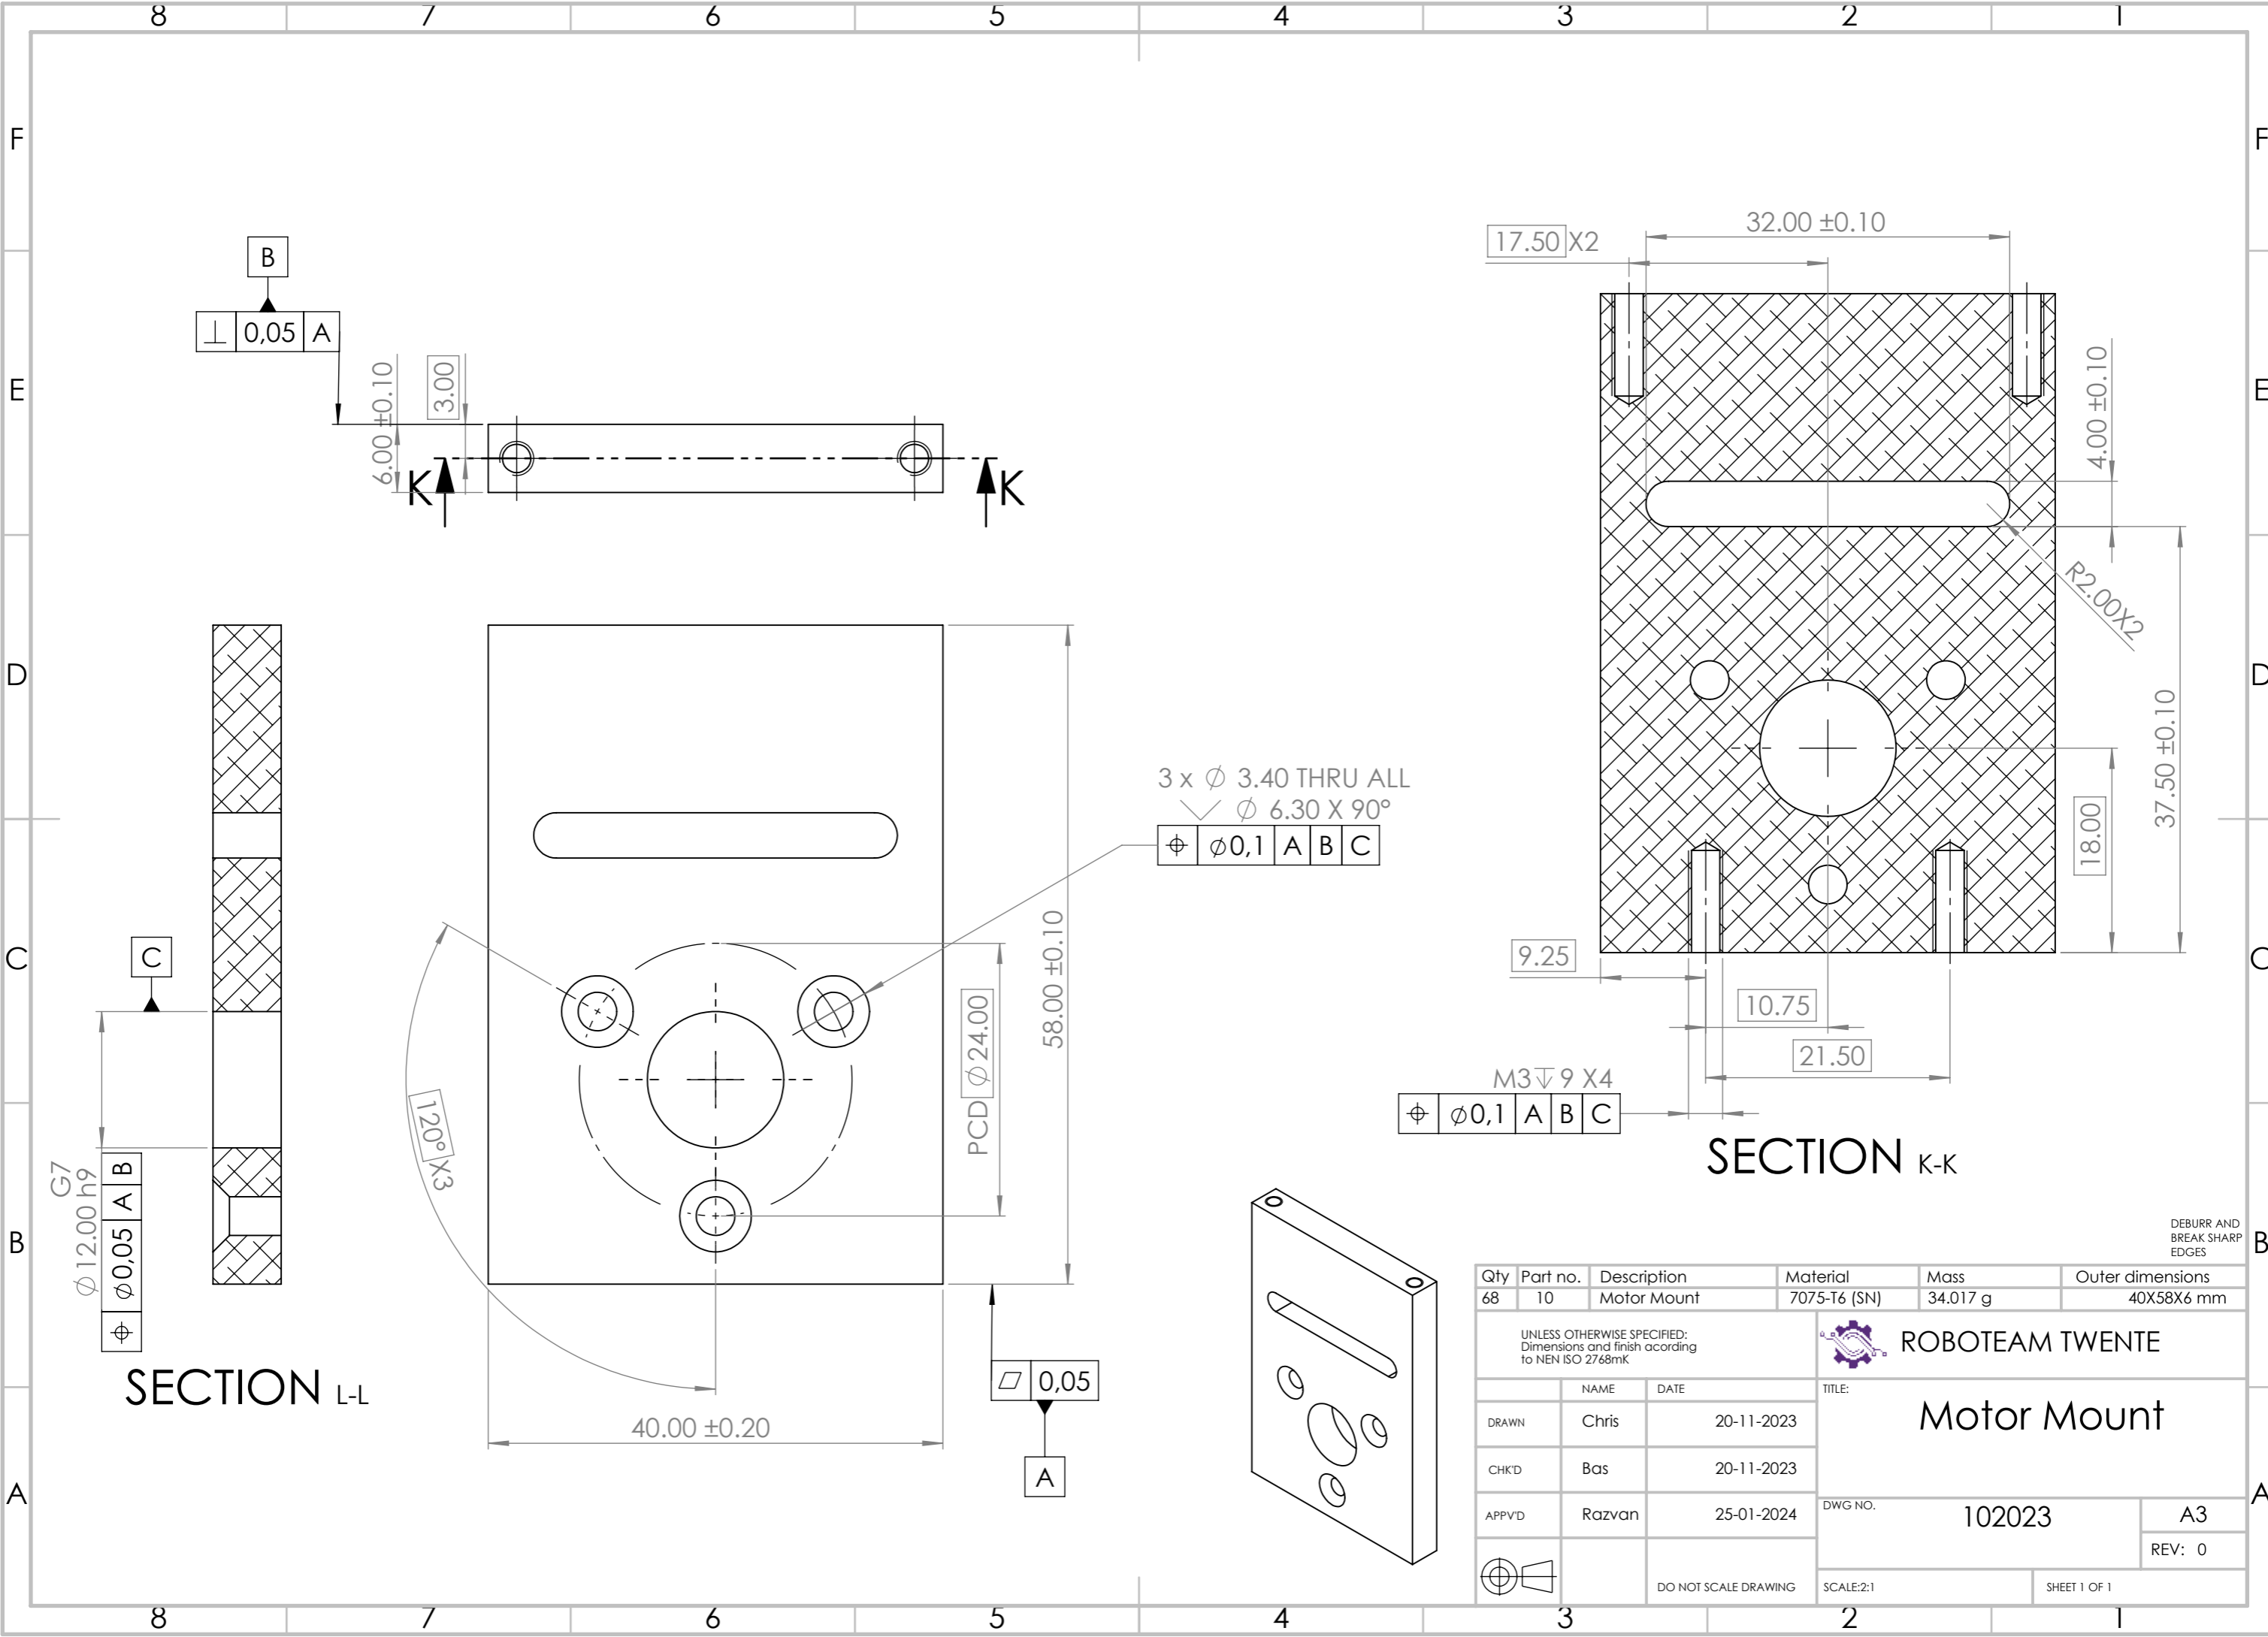 8 7 6 5 4 3 2 1
F F
E E
D D
C C
B B
A A
B
⊥ 0,05 A
6.00 ±0.10
3.00
K K
17.50 X2
32.00 ±0.10
4.00 ±0.10
R2.00X2
37.50 ±0.10
18.00
9.25
10.75
21.50
M3↧9 X4
⌖ ⌀0,1 A B C
SECTION K-K
3 x ⌀ 3.40 THRU ALL
⌵ ⌀ 6.30 X 90°
⌖ ⌀0,1 A B C
58.00 ±0.10
PCD ⌀24.00
120° X3
40.00 ±0.20
⏥ 0,05
A
C
G7
⌀12.00 h9
⌖ ⌀0,05 A B
SECTION L-L
DEBURR AND
BREAK SHARP
EDGES
Qty Part no. Description Material Mass Outer dimensions
68 10 Motor Mount 7075-T6 (SN) 34.017 g 40X58X6 mm
UNLESS OTHERWISE SPECIFIED:
Dimensions and finish acording
to NEN ISO 2768mK
ROBOTEAM TWENTE
NAME DATE
TITLE:
Motor Mount
DRAWN Chris 20-11-2023
CHK'D Bas 20-11-2023
APPV'D Razvan 25-01-2024
DWG NO.
102023
A3
REV: 0
DO NOT SCALE DRAWING
SCALE:2:1
SHEET 1 OF 1
8 7 6 5 4 3 2 1